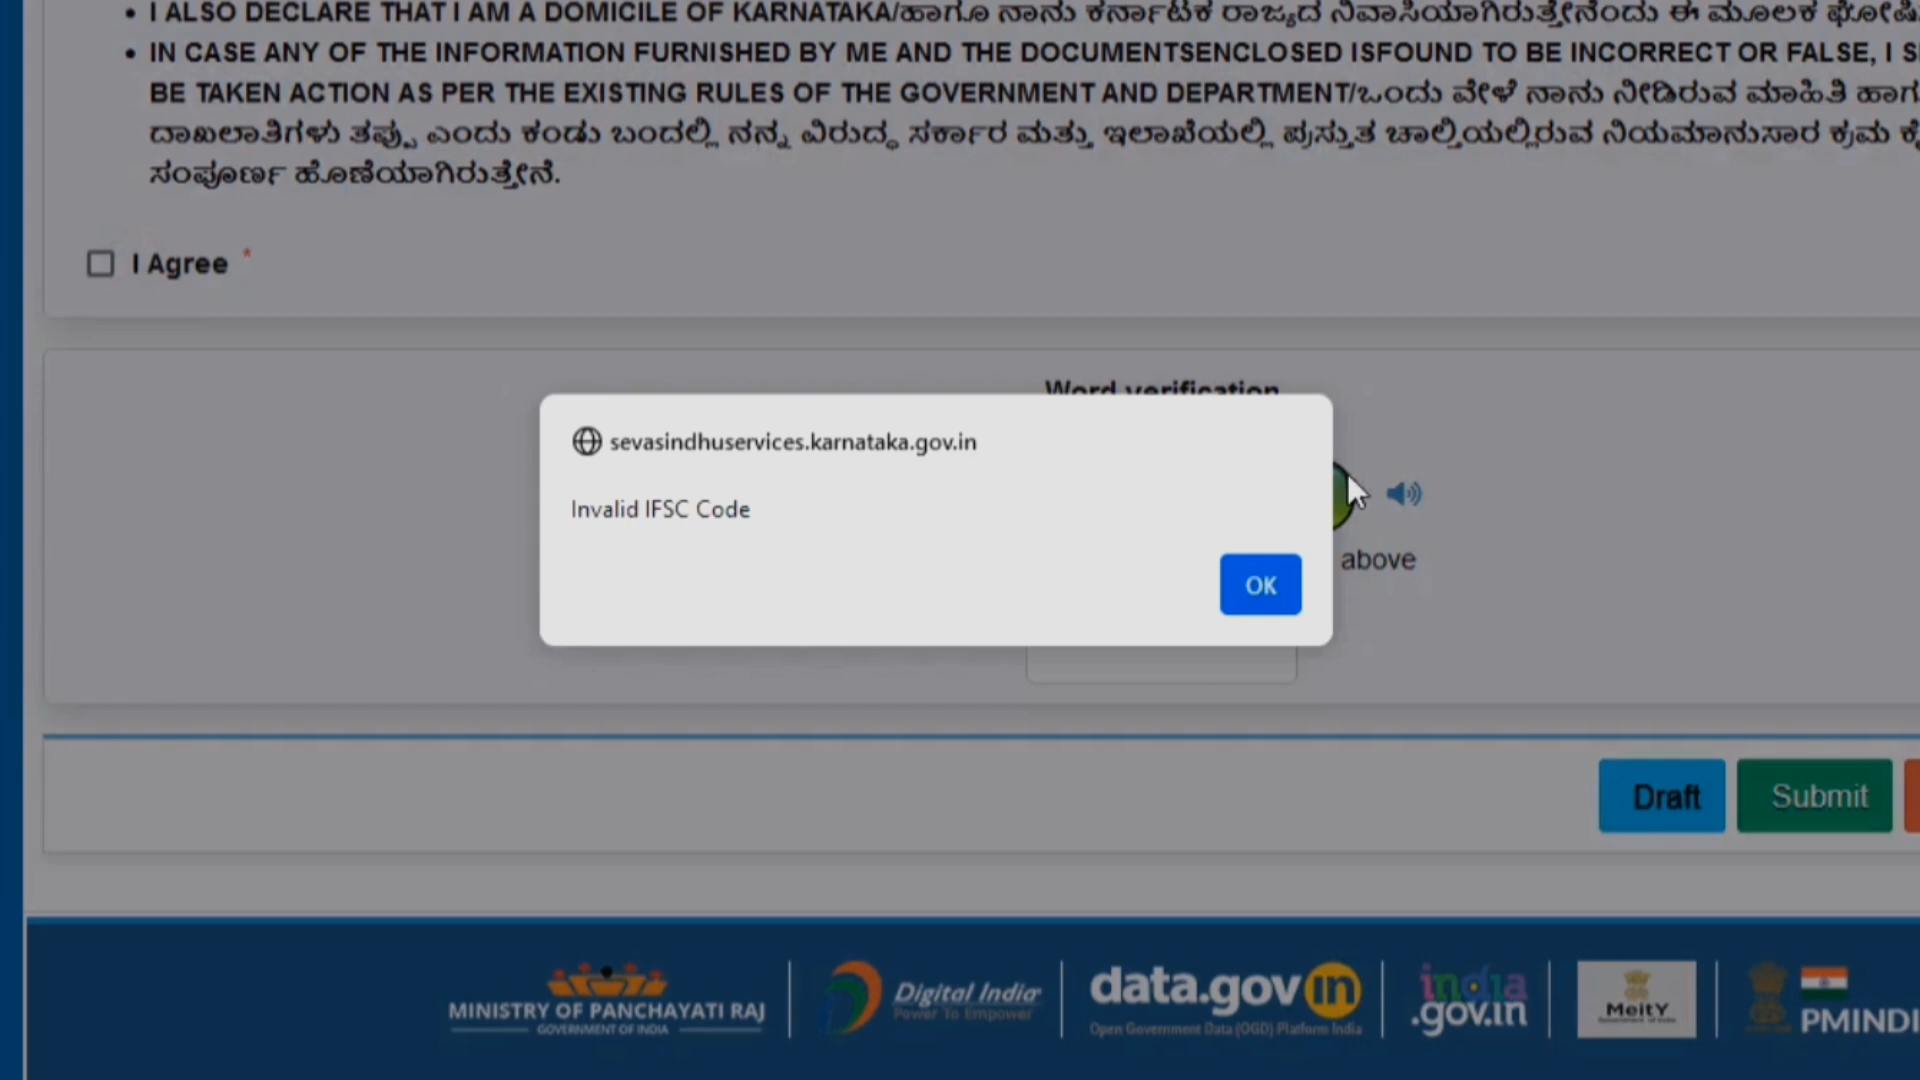 • I ALSO DECLARE THAT I AM A DOMICILE OF KARNATAKA/ಹಾಗೂ ನಾನು ಕರ್ನಾಟಕ ರಾಜ್ಯದ ನಿವಾಸಿಯಾಗಿರುತ್ತೇನೆಂದು ಈ ಮೂಲಕ
• IN CASE ANY OF THE INFORMATION FURNISHED BY ME AND THE DOCUMENTSENCLOSED ISFOUND TO BE INCORRECT OR FALSE, I
BE TAKEN ACTION AS PER THE EXISTING RULES OF THE GOVERNMENT AND DEPARTMENT/ಒಂದು ವೇಳೆ ನಾನು ನೀಡಿರುವ ಮಾಹಿತಿ
ದಾಖಲಾತಿಗಳು ತಪ್ಪು ಎಂದು ಕಂಡು ಬಂದಲ್ಲಿ ನನ್ನ ವಿರುದ್ಧ ಸರ್ಕಾರ ಮತ್ತು ಇಲಾಖೆಯಲ್ಲಿ ಪ್ರಸ್ತುತ ಚಾಲ್ತಿಯಲ್ಲಿರುವ ನಿಯಮಾನುಸಾರ ಕ್ರಮ
ಸಂಪೂರ್ಣ ಹೊಣೆಯಾಗಿರುತ್ತೇನೆ.
I Agree *
Word verification
sevasindhuservices.karnataka.gov.in
Invalid IFSC Code
OK
above
Draft Submit
MINISTRY OF PANCHAYATI RAJ
GOVERNMENT OF INDIA
Digital India
Power To Empower
data.gov in
Open Government Data (OGD) Platform India
india
.gov.in
MeitY
PMINDI